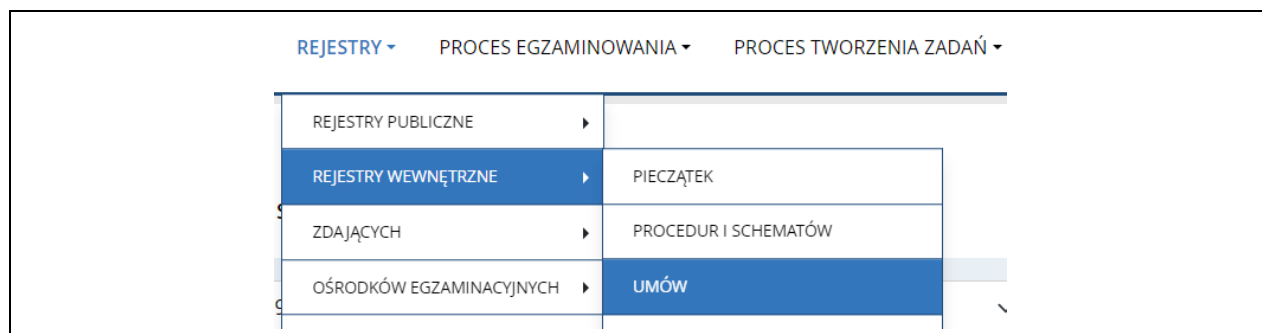 REJESTRY PROCES EGZAMINOWANIA PROCES TWORZENIA ZADAŃ
REJESTRY PUBLICZNE
REJESTRY WEWNĘTRZNE PIECZĄTEK
ZDAJĄCYCH PROCEDUR I SCHEMATÓW
OŚRODKÓW EGZAMINACYJNYCH UMÓW